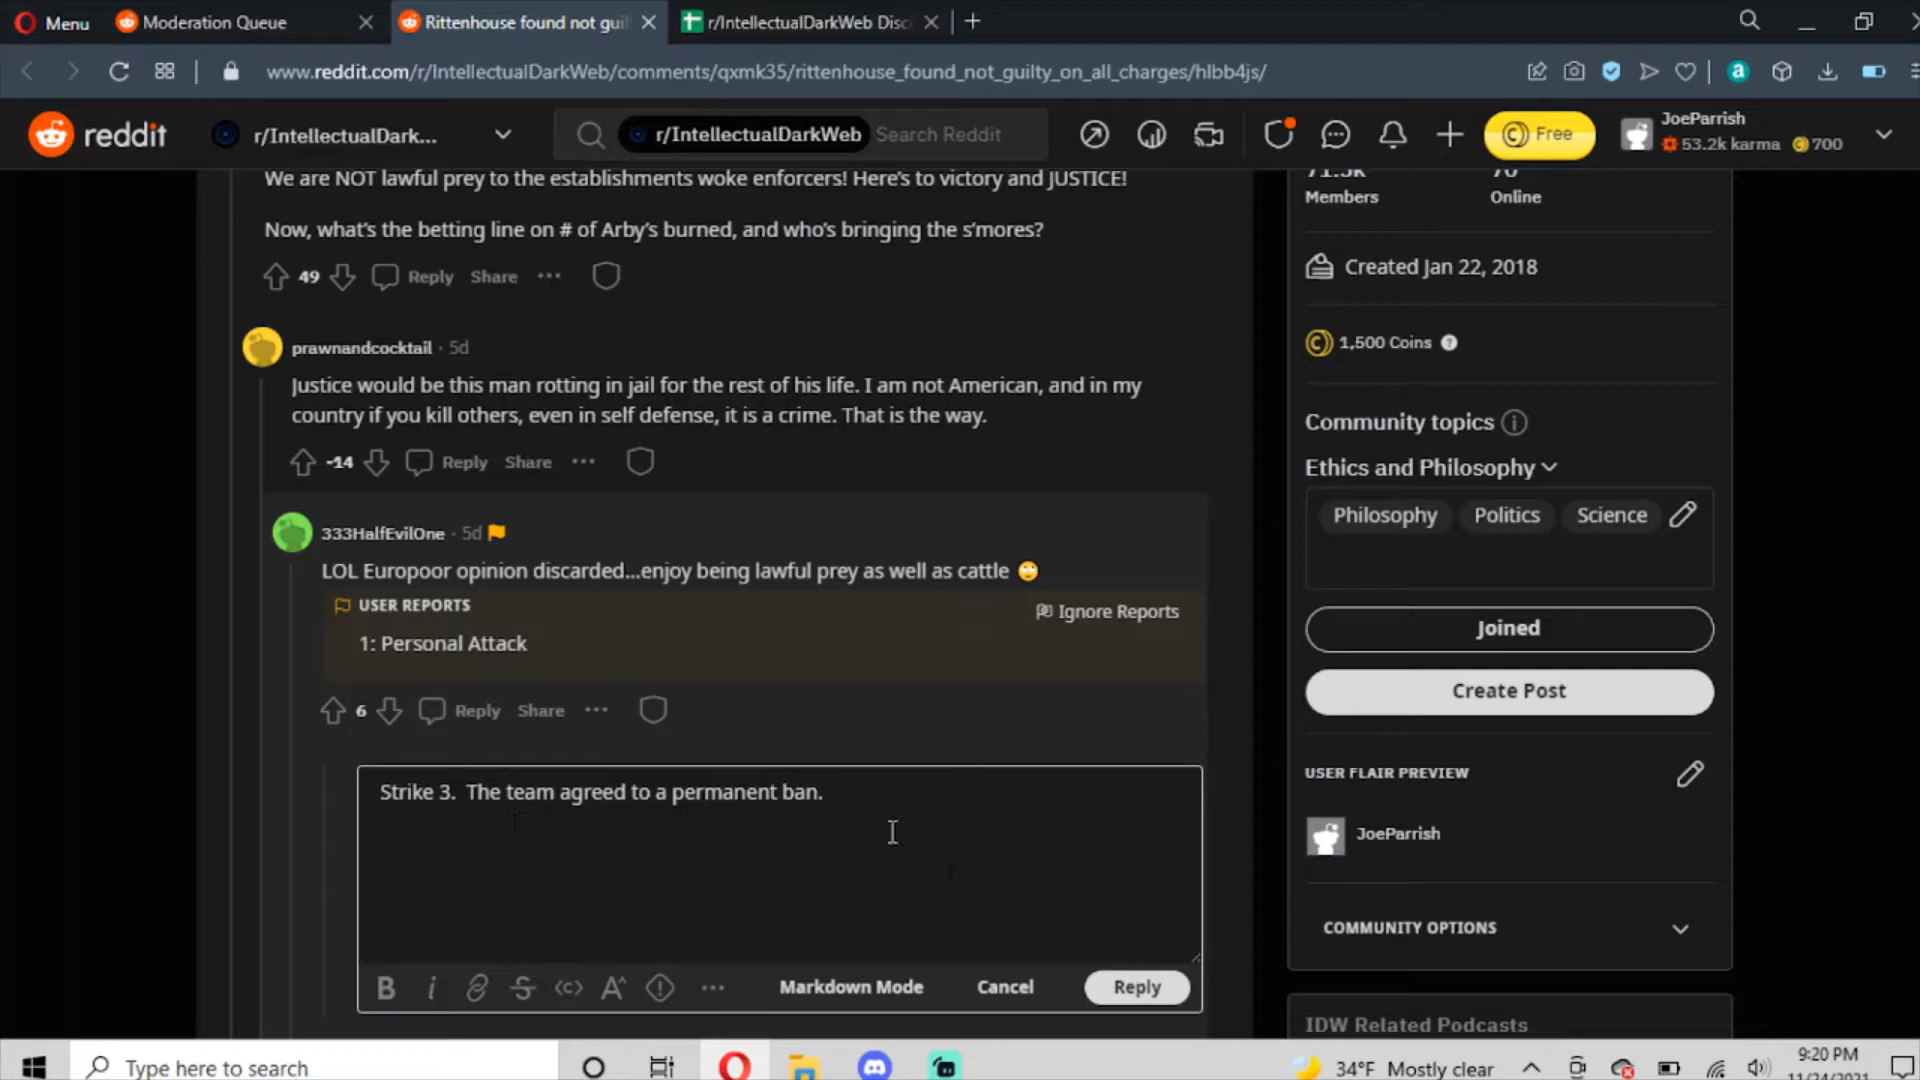 Menu
Moderation Queue
Rittenhouse found not guil
r/IntellectualDarkWeb Disc
www.reddit.com/r/IntellectualDarkWeb/comments/qxmk35/rittenhouse_found_not_guilty_on_all_charges/hlbb4js/
reddit
r/IntellectualDark...
r/IntellectualDarkWeb
Search Reddit
Free
JoeParrish
53.2k karma
700
We are NOT lawful prey to the establishments woke enforcers! Here's to victory and JUSTICE!
Now, what's the betting line on # of Arby's burned, and who's bringing the s'mores?
49 Reply Share
prawnandcocktail · 5d
Justice would be this man rotting in jail for the rest of his life. I am not American, and in my
country if you kill others, even in self defense, it is a crime. That is the way.
-14 Reply Share
333HalfEvilOne · 5d
LOL Europoor opinion discarded...enjoy being lawful prey as well as cattle 🙄
USER REPORTS
Ignore Reports
1: Personal Attack
6 Reply Share
Strike 3.  The team agreed to a permanent ban.
Markdown Mode
Cancel
Reply
Members
Online
Created Jan 22, 2018
1,500 Coins
Community topics
Ethics and Philosophy
Philosophy
Politics
Science
Joined
Create Post
USER FLAIR PREVIEW
JoeParrish
COMMUNITY OPTIONS
IDW Related Podcasts
Type here to search
34°F Mostly clear
9:20 PM
11/24/2021